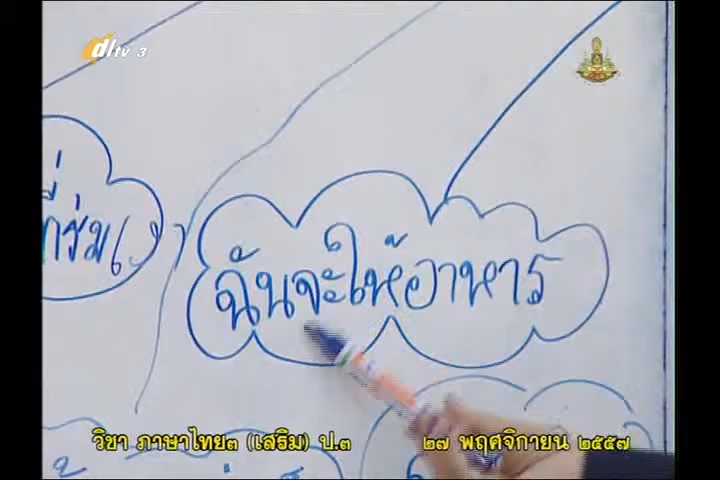 dltv 3
ฉันจะให้อาหาร
วิชา ภาษาไทย๓ (เสริม) ป.๓
๒๗ พฤศจิกายน ๒๕๕๗